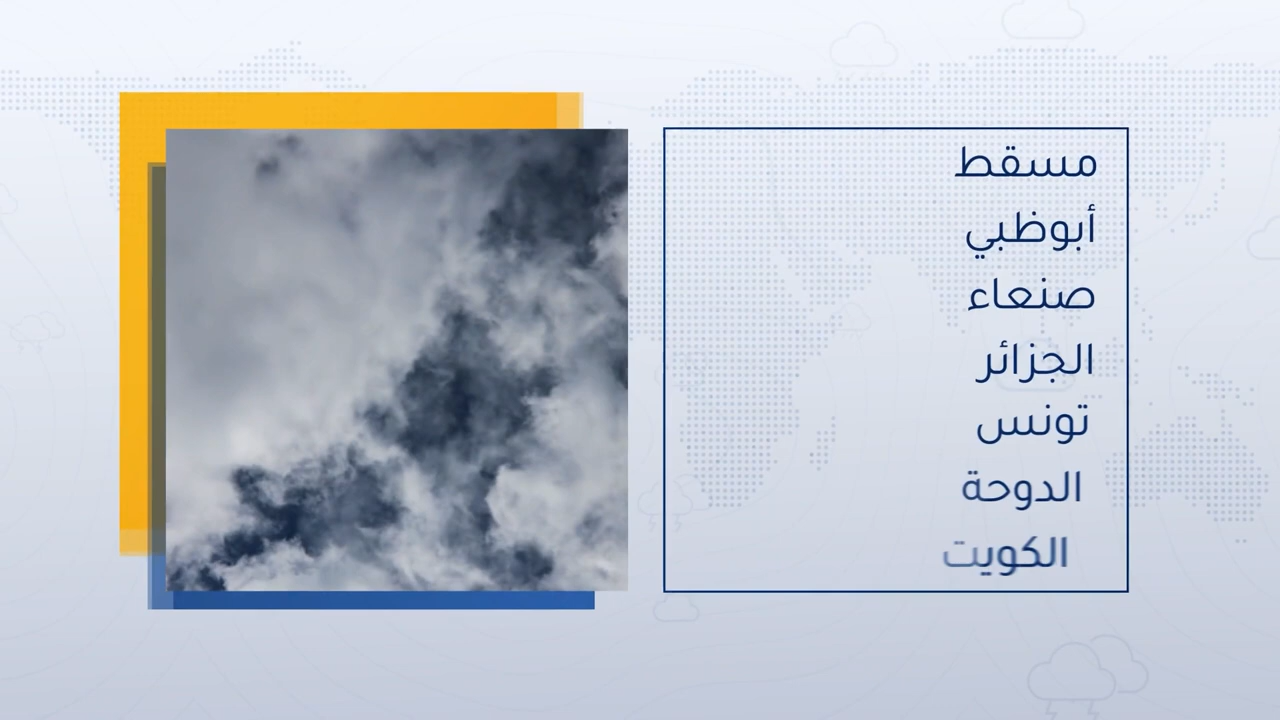 مسقط
أبوظبي
صنعاء
الجزائر
تونس
الدوحة
الكويت